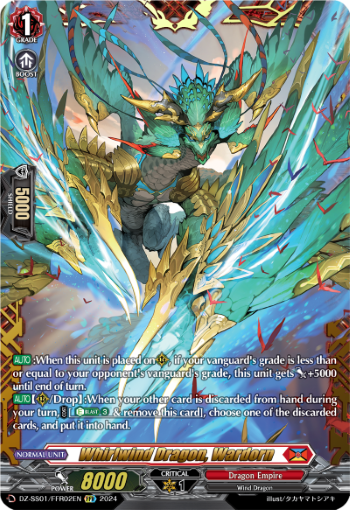 1
GRADE
BOOST
5000
SHIELD
AUTO :When this unit is placed on R, if your vanguard's grade is less than
or equal to your opponent's vanguard's grade, this unit gets +5000
until end of turn.
AUTO [ Drop]:When your other card is discarded from hand during
your turn, COST [E-BLAST 3 & remove this card], choose one of the discarded
cards, and put it into hand.
NORMAL UNIT
Whirlwind Dragon, Wardorn
POWER 8000
CRITICAL
1
Dragon Empire
Wind Dragon
D DZ-SS01/FFR02EN FFR 2024
illust/タカヤマトシアキ